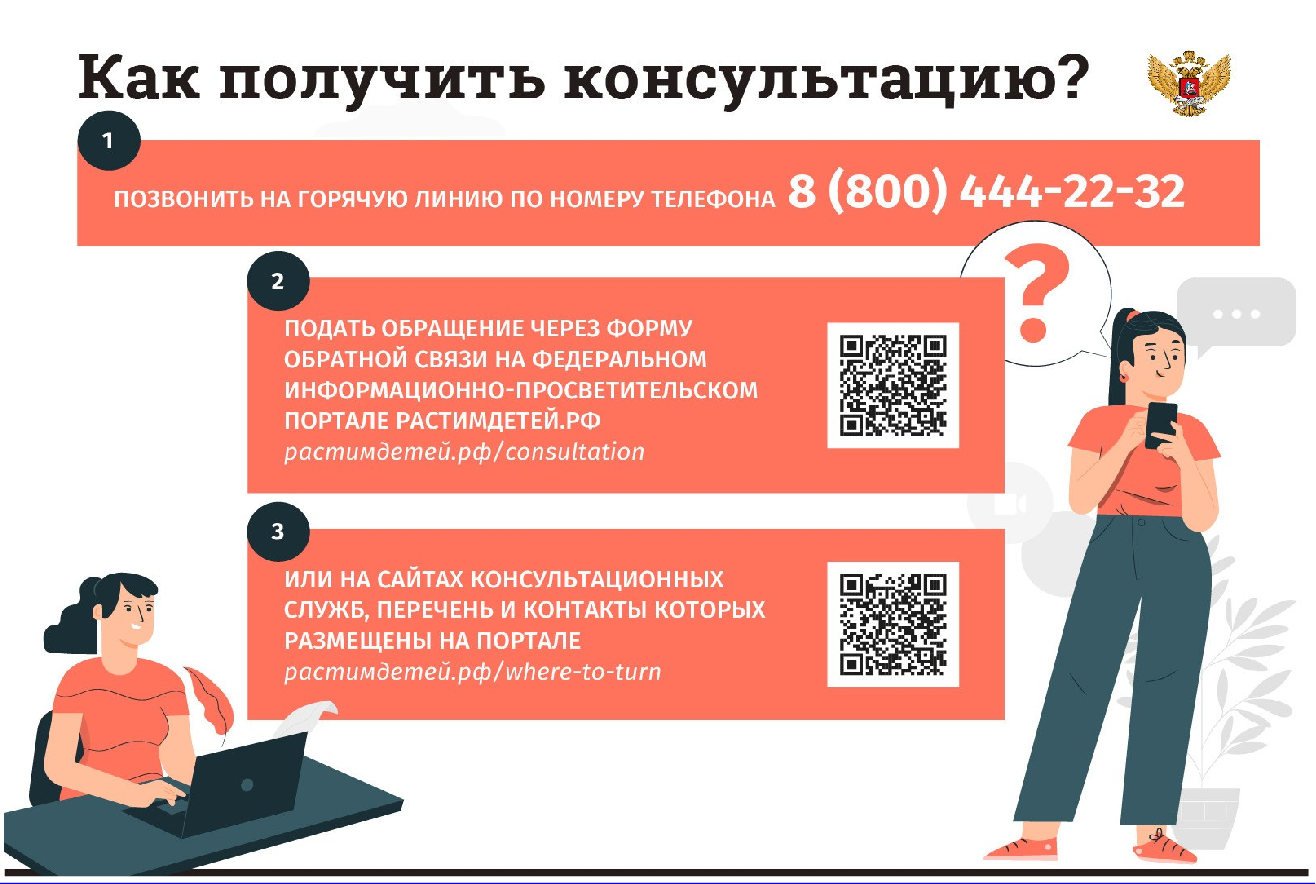 Как получить консультацию?
1
ПОЗВОНИТЬ НА ГОРЯЧУЮ ЛИНИЮ ПО НОМЕРУ ТЕЛЕФОНА 8 (800) 444-22-32
?
2
ПОДАТЬ ОБРАЩЕНИЕ ЧЕРЕЗ ФОРМУ
ОБРАТНОЙ СВЯЗИ НА ФЕДЕРАЛЬНОМ
ИНФОРМАЦИОННО-ПРОСВЕТИТЕЛЬСКОМ
ПОРТАЛЕ РАСТИМДЕТЕЙ.РФ
растимдетей.рф/consultation
3
ИЛИ НА САЙТАХ КОНСУЛЬТАЦИОННЫХ
СЛУЖБ, ПЕРЕЧЕНЬ И КОНТАКТЫ КОТОРЫХ
РАЗМЕЩЕНЫ НА ПОРТАЛЕ
растимдетей.рф/where-to-turn